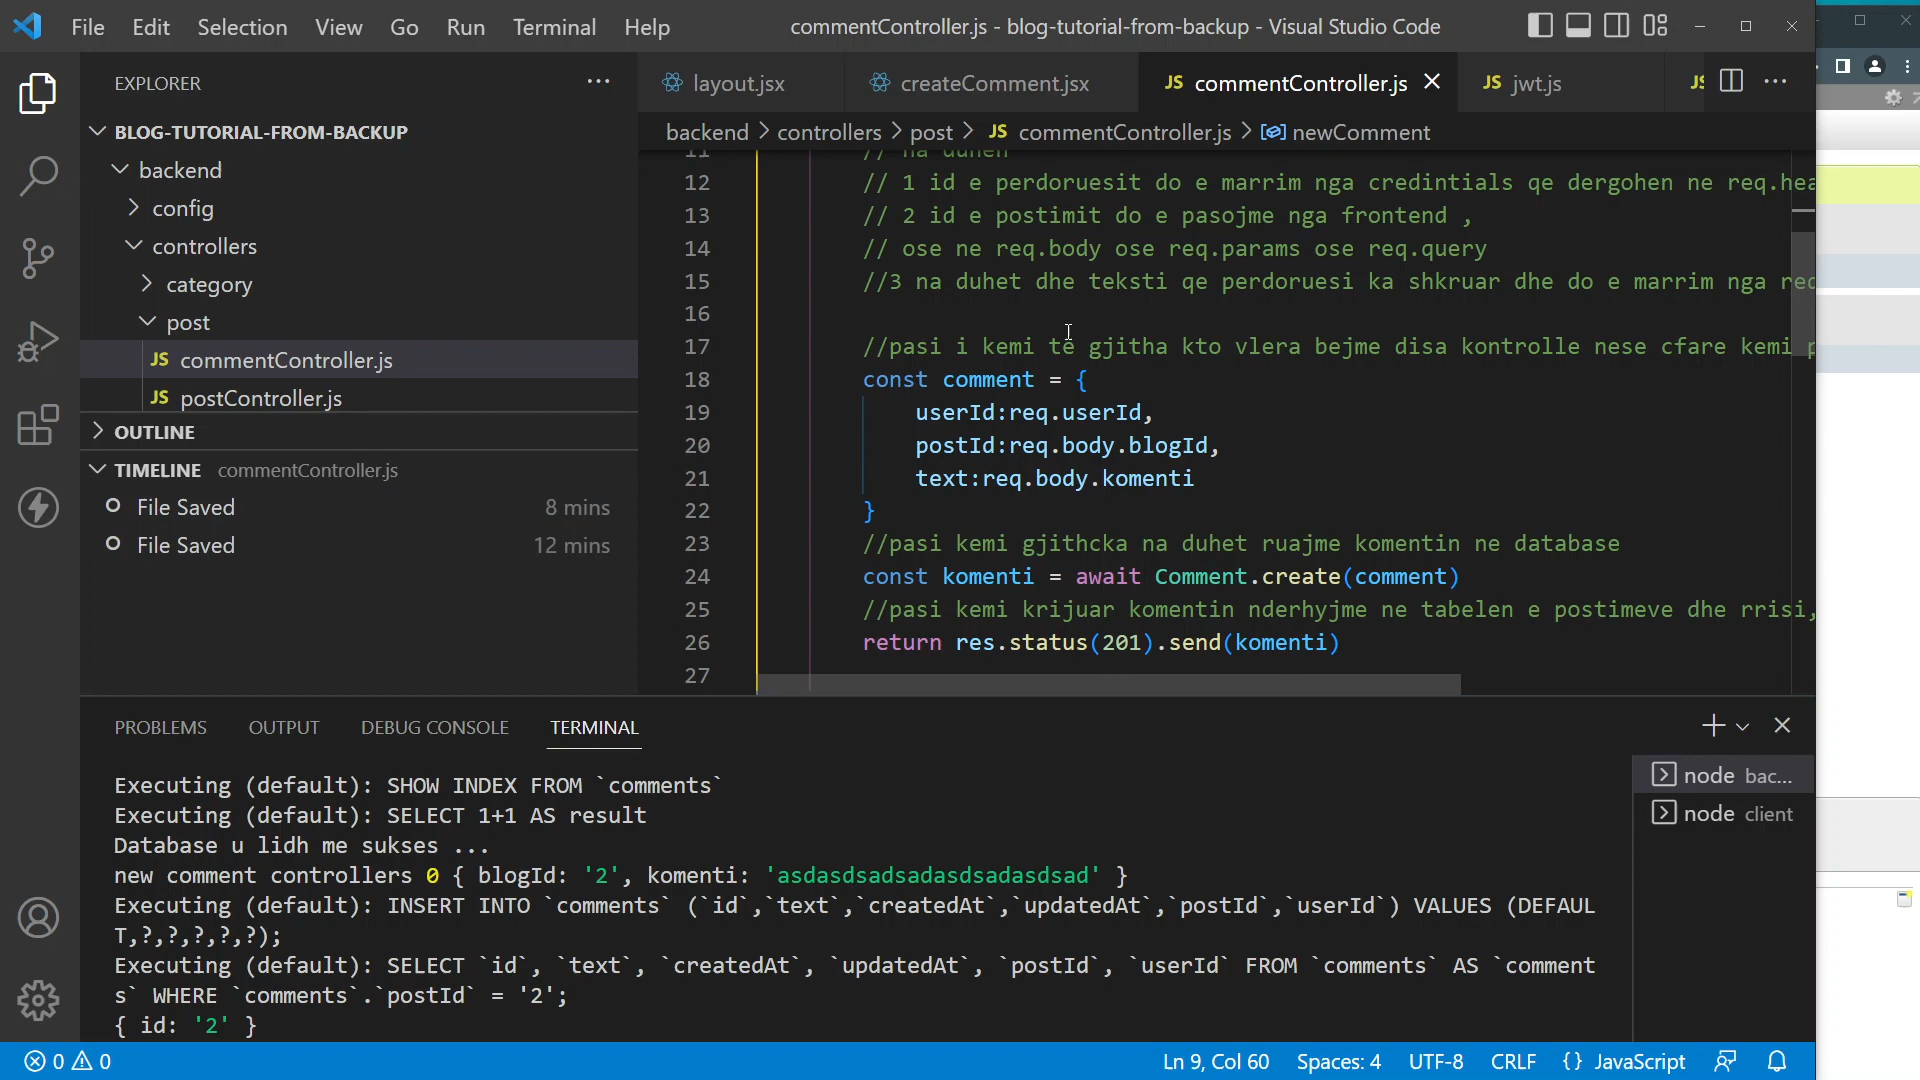 File Edit Selection View Go Run Terminal Help commentController.js - blog-tutorial-from-backup - Visual Studio Code
EXPLORER
BLOG-TUTORIAL-FROM-BACKUP
backend
config
controllers
category
post
JS commentController.js
JS postController.js
OUTLINE
TIMELINE commentController.js
File Saved 8 mins
File Saved 12 mins
layout.jsx createComment.jsx JS commentController.js JS jwt.js
backend > controllers > post > JS commentController.js > newComment
11 // na duhen
12 // 1 id e perdoruesit do e marrim nga credintials qe dergohen ne req.hea
13 // 2 id e postimit do e pasojme nga frontend ,
14 // ose ne req.body ose req.params ose req.query
15 //3 na duhet dhe teksti qe perdoruesi ka shkruar dhe do e marrim nga req
16
17 //pasi i kemi te gjitha kto vlera bejme disa kontrolle nese cfare kemi p
18 const comment = {
19 userId:req.userId,
20 postId:req.body.blogId,
21 text:req.body.komenti
22 }
23 //pasi kemi gjithcka na duhet ruajme komentin ne database
24 const komenti = await Comment.create(comment)
25 //pasi kemi krijuar komentin nderhyjme ne tabelen e postimeve dhe rrisi,
26 return res.status(201).send(komenti)
27
PROBLEMS OUTPUT DEBUG CONSOLE TERMINAL
Executing (default): SHOW INDEX FROM `comments`
Executing (default): SELECT 1+1 AS result
Database u lidh me sukses ...
new comment controllers 0 { blogId: '2', komenti: 'asdasdsadsadasdsadasdsad' }
Executing (default): INSERT INTO `comments` (`id`,`text`,`createdAt`,`updatedAt`,`postId`,`userId`) VALUES (DEFAUL
T,?,?,?,?,?);
Executing (default): SELECT `id`, `text`, `createdAt`, `updatedAt`, `postId`, `userId` FROM `comments` AS `comment
s` WHERE `comments`.`postId` = '2';
{ id: '2' }
node bac...
node client
0 0 Ln 9, Col 60 Spaces: 4 UTF-8 CRLF {} JavaScript